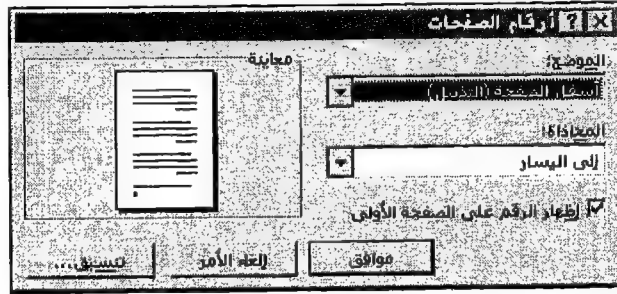 أرقام الصفحات
الموضع:
أسفل الصفحة (التذييل)
معاينة
المحاذاة:
إلى اليسار
إظهار الرقم على الصفحة الأولى
موافق
إلغاء الأمر
تنسيق...